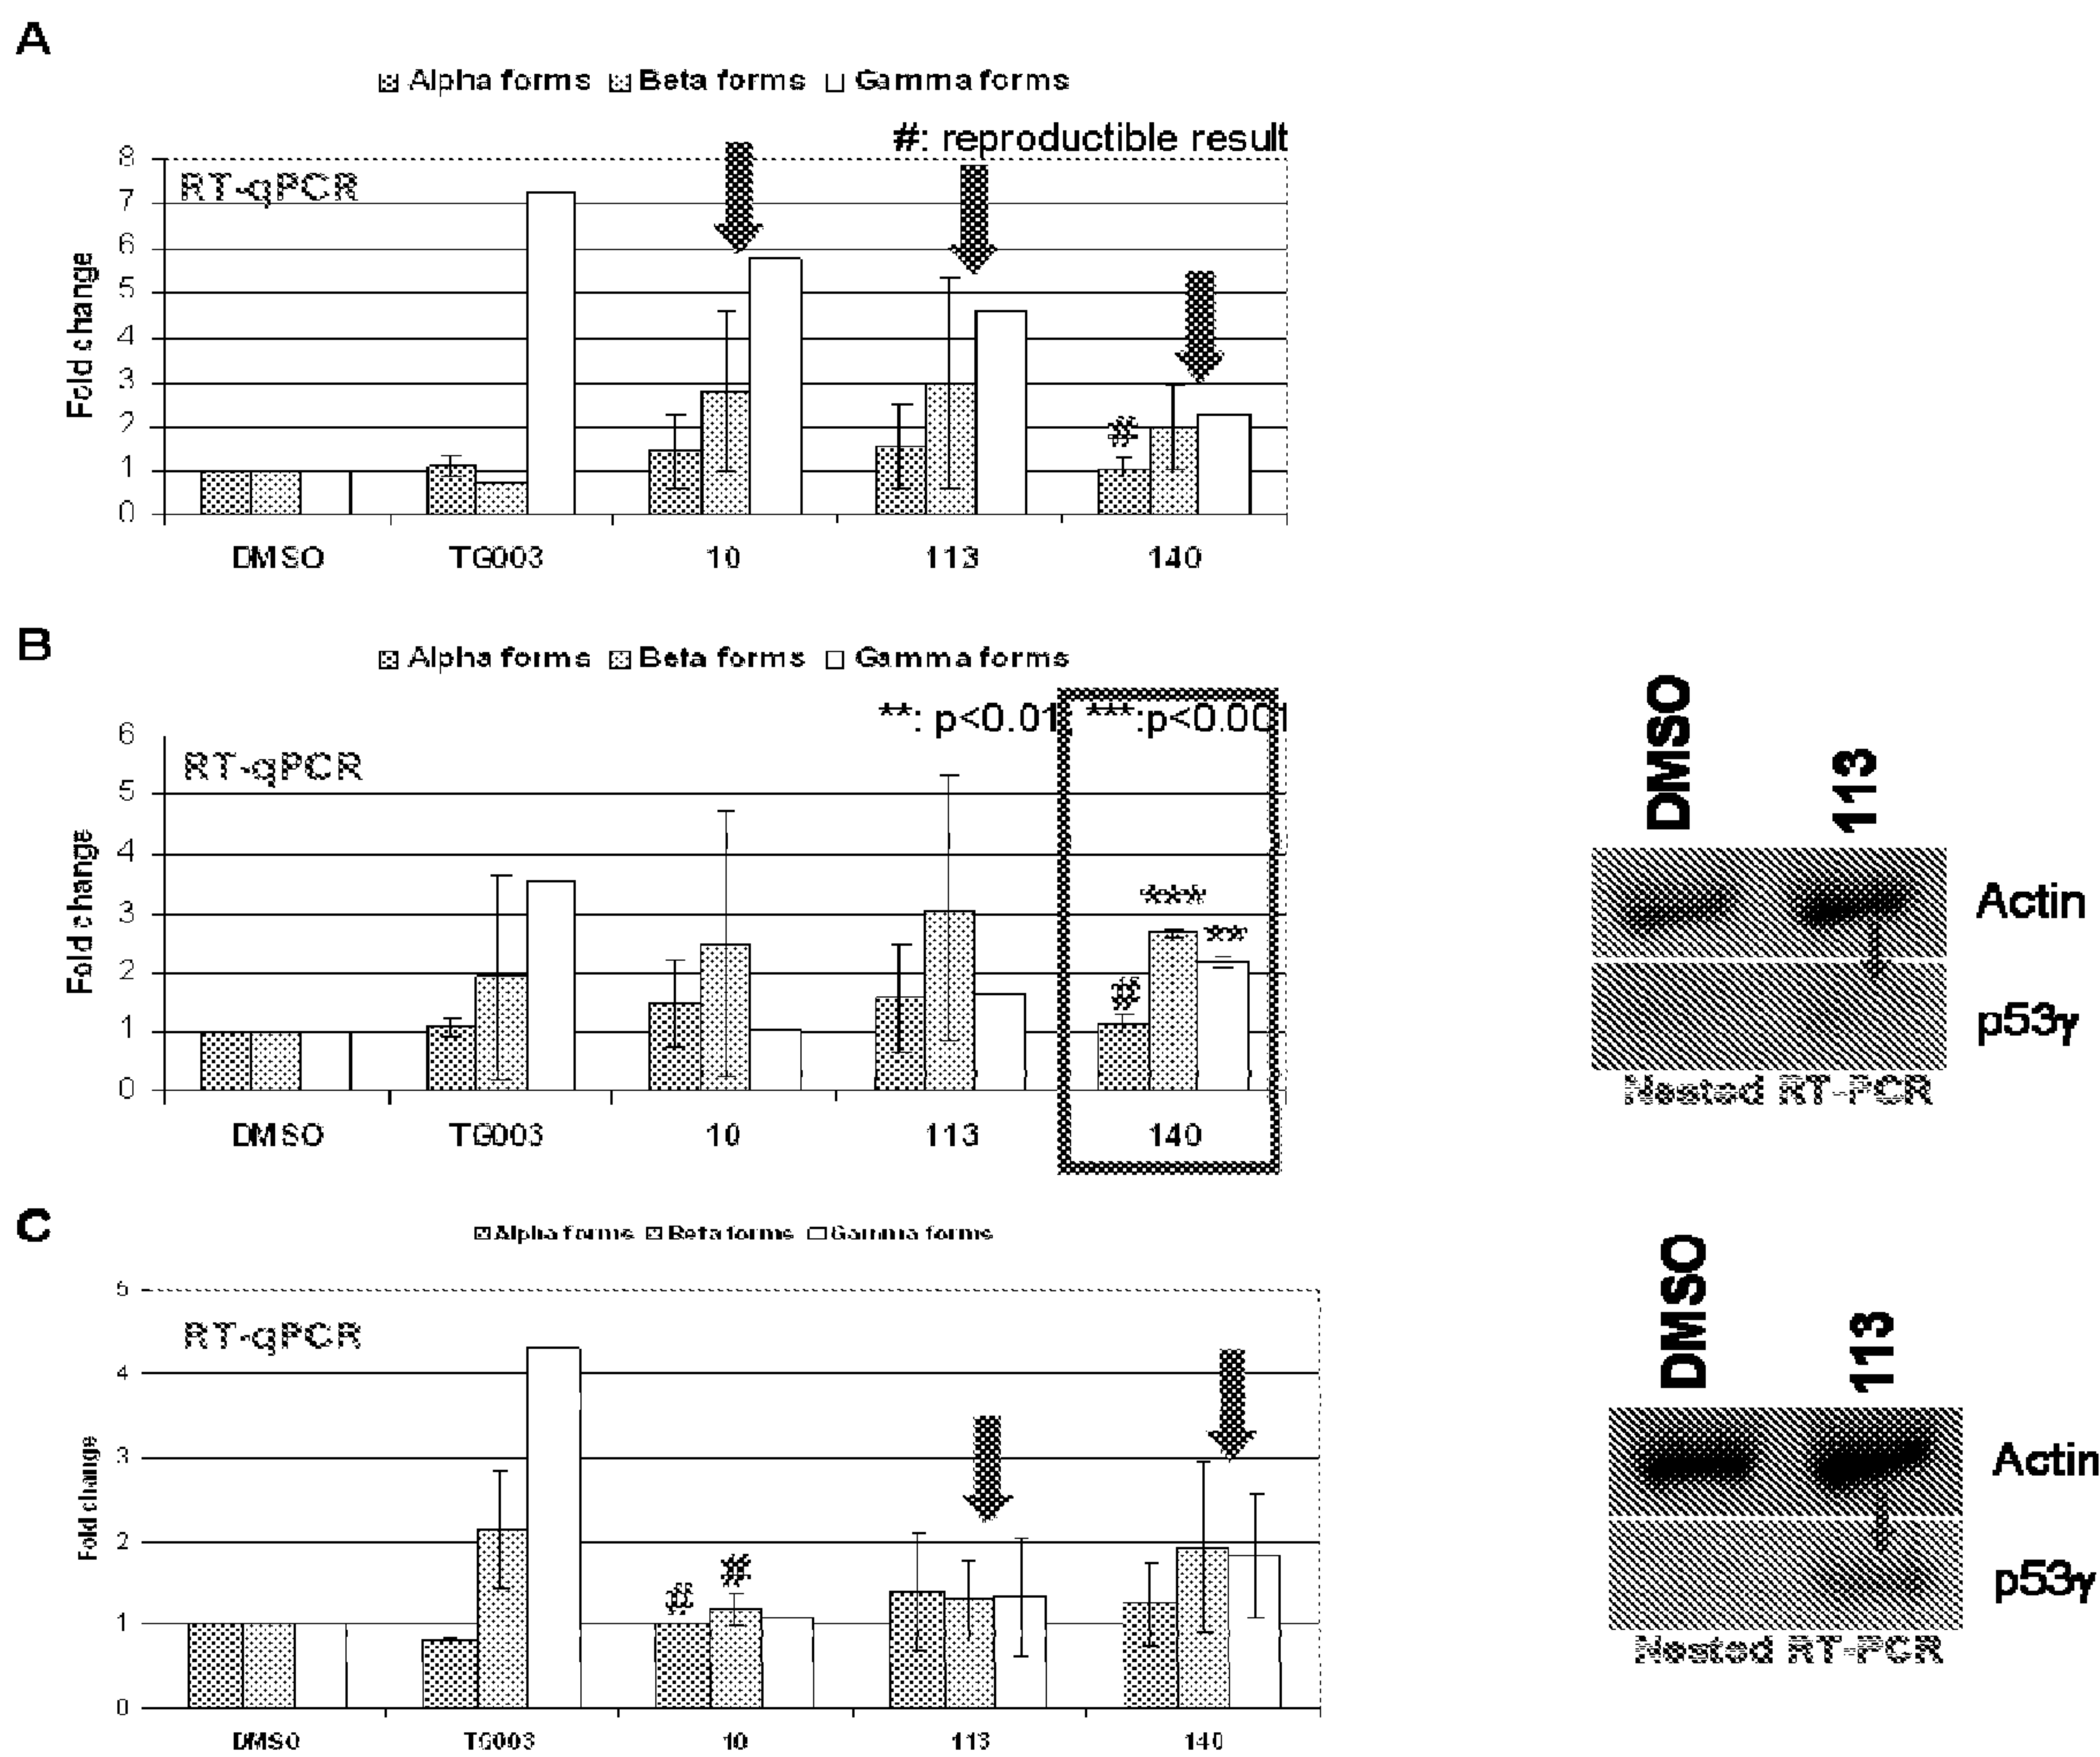 A
Alpha forms Beta forms Gamma forms
#: reproductible result
RT-qPCR
Fold change
8
7
6
5
4
3
2
1
0
#
DMSO TG003 10 113 140
B
Alpha forms Beta forms Gamma forms
**: p<0.01 ***:p<0.001
RT-qPCR
Fold change
6
5
4
3
2
1
0
***
**
#
DMSO TG003 10 113 140
DMSO 113
Actin
p53γ
Nested RT-PCR
C
Alpha forms Beta forms Gamma forms
RT-qPCR
Fold change
5
4
3
2
1
0
# #
DMSO TG003 10 113 140
DMSO 113
Actin
p53γ
Nested RT-PCR